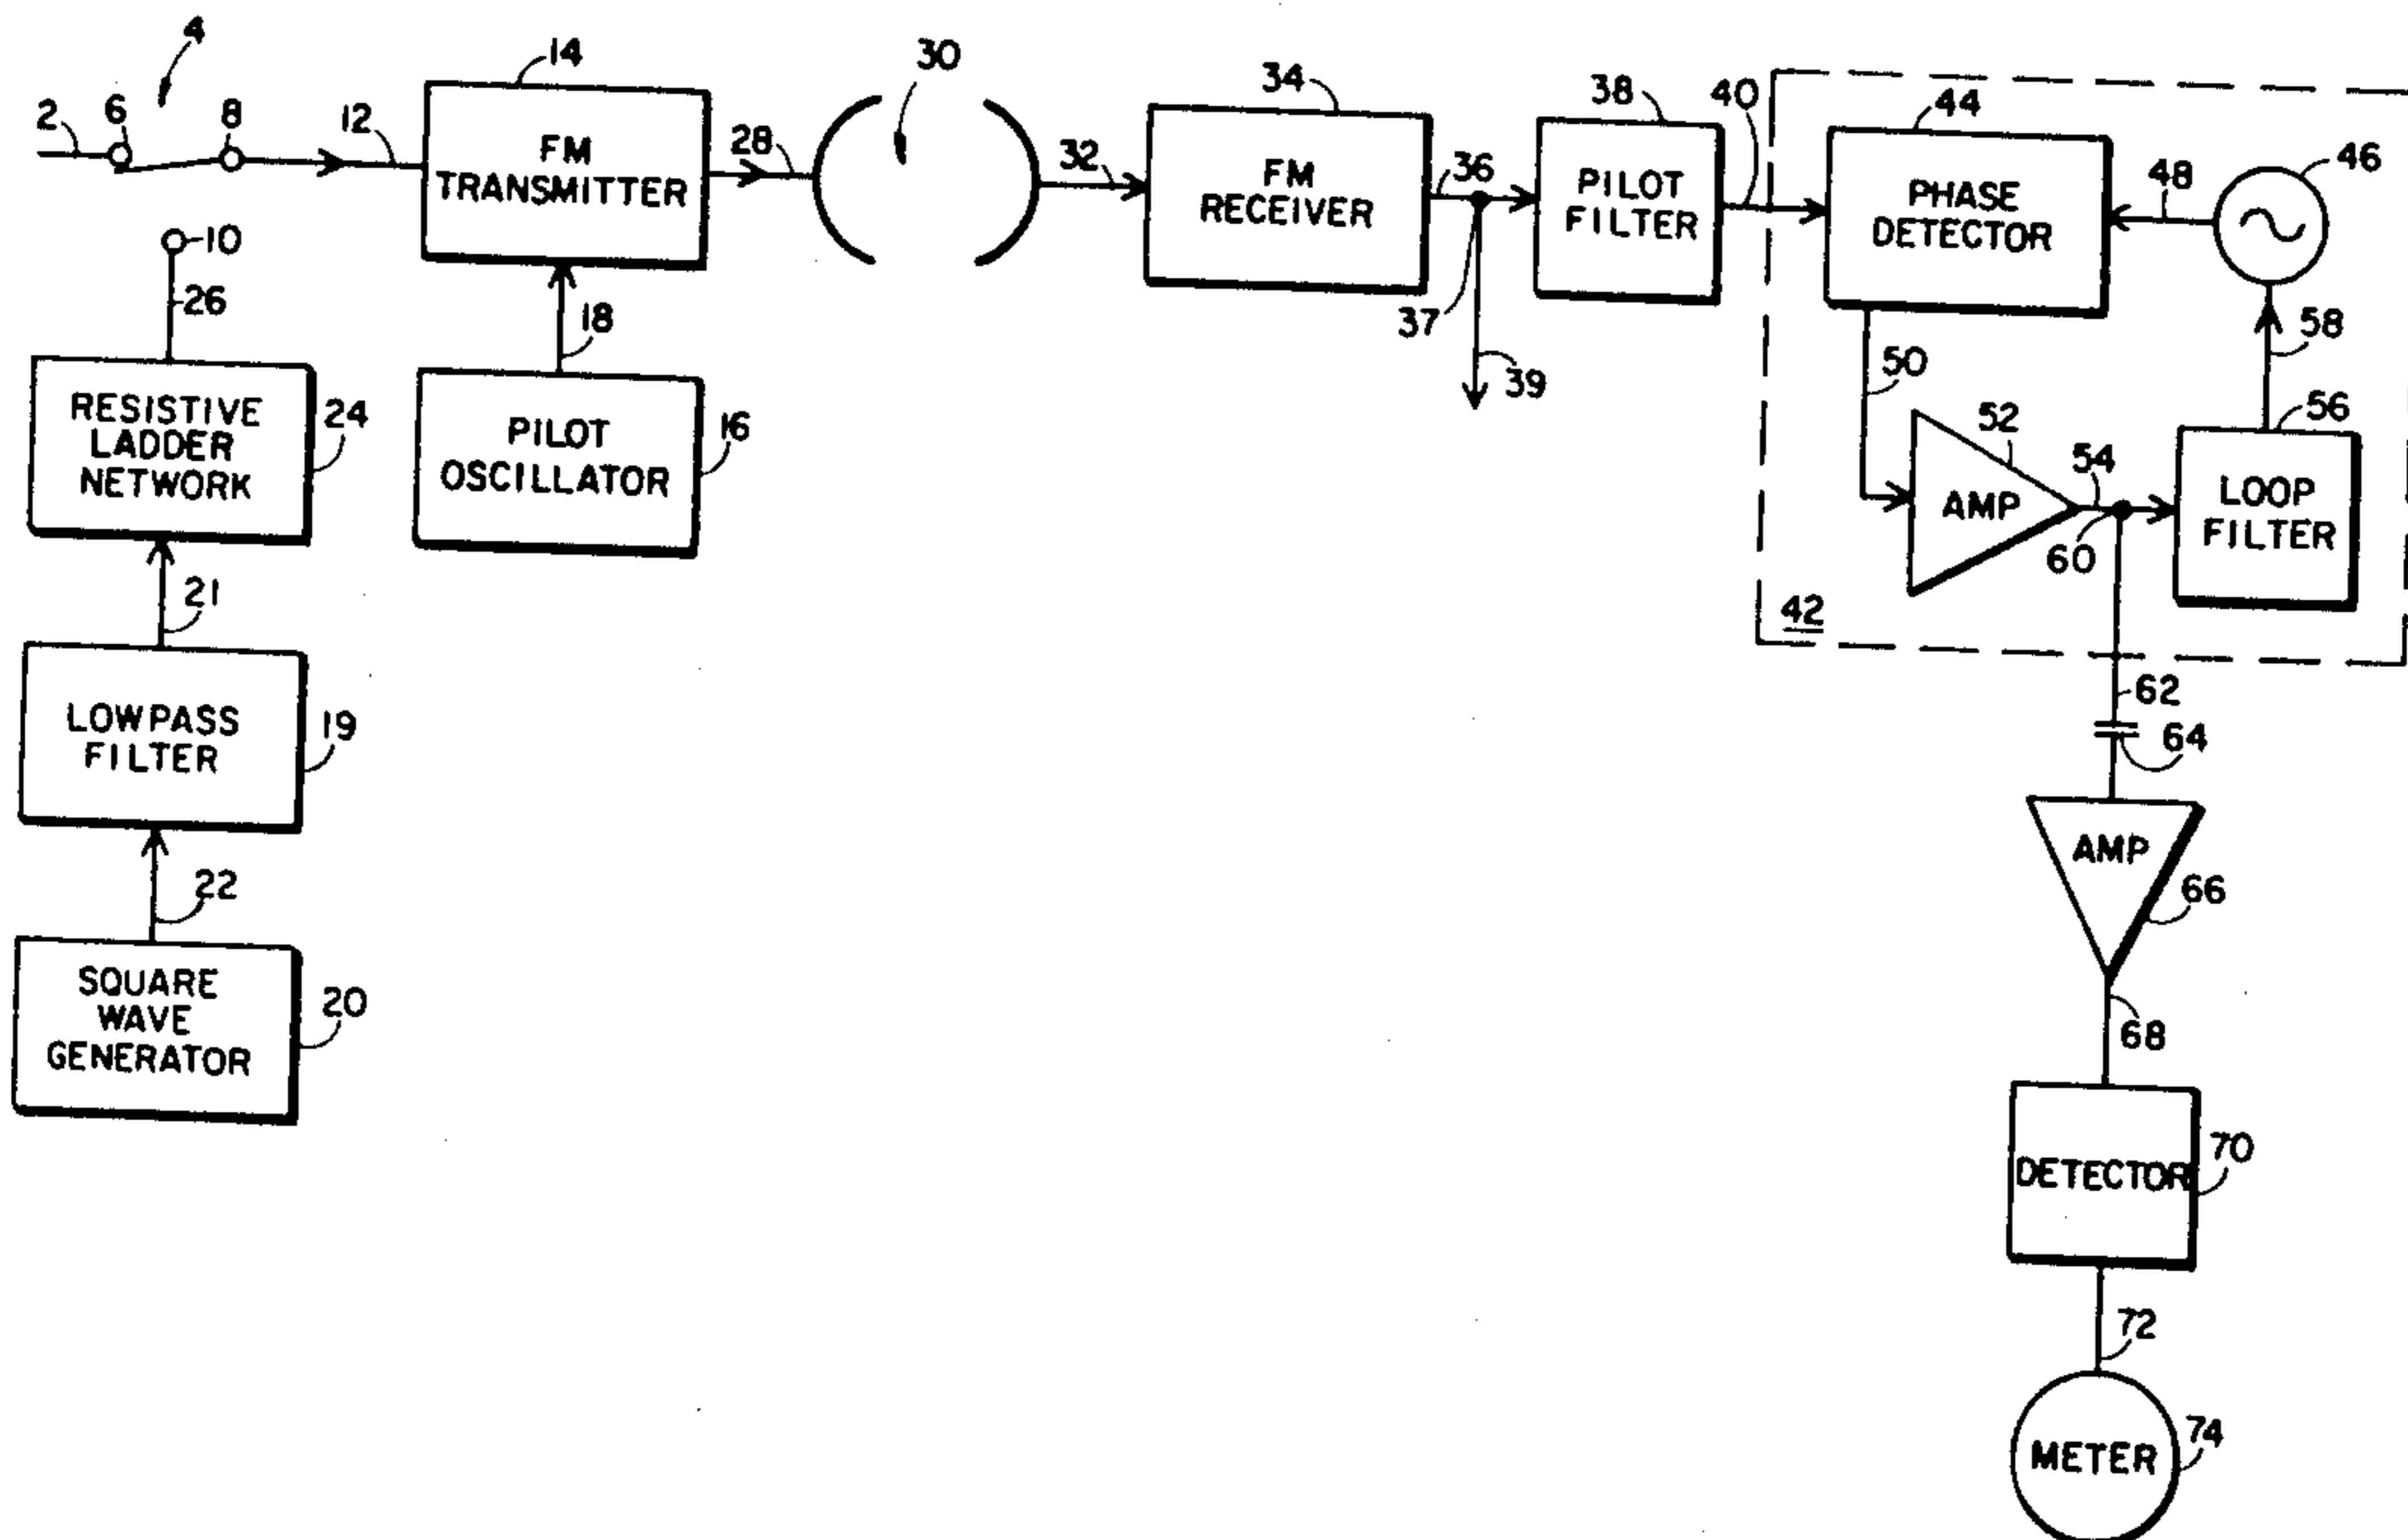 4
14
30
2
6
8
12
FM
TRANSMITTER
28
32
34
FM
RECEIVER
36
38
PILOT
FILTER
40
44
PHASE
DETECTOR
48
46
10
26
18
37
39
50
58
RESISTIVE
LADDER
NETWORK
24
PILOT
OSCILLATOR
16
52
AMP
54
60
56
LOOP
FILTER
42
21
62
64
LOWPASS
FILTER
19
AMP
66
22
68
SQUARE
WAVE
GENERATOR
20
DETECTOR
70
72
METER
74